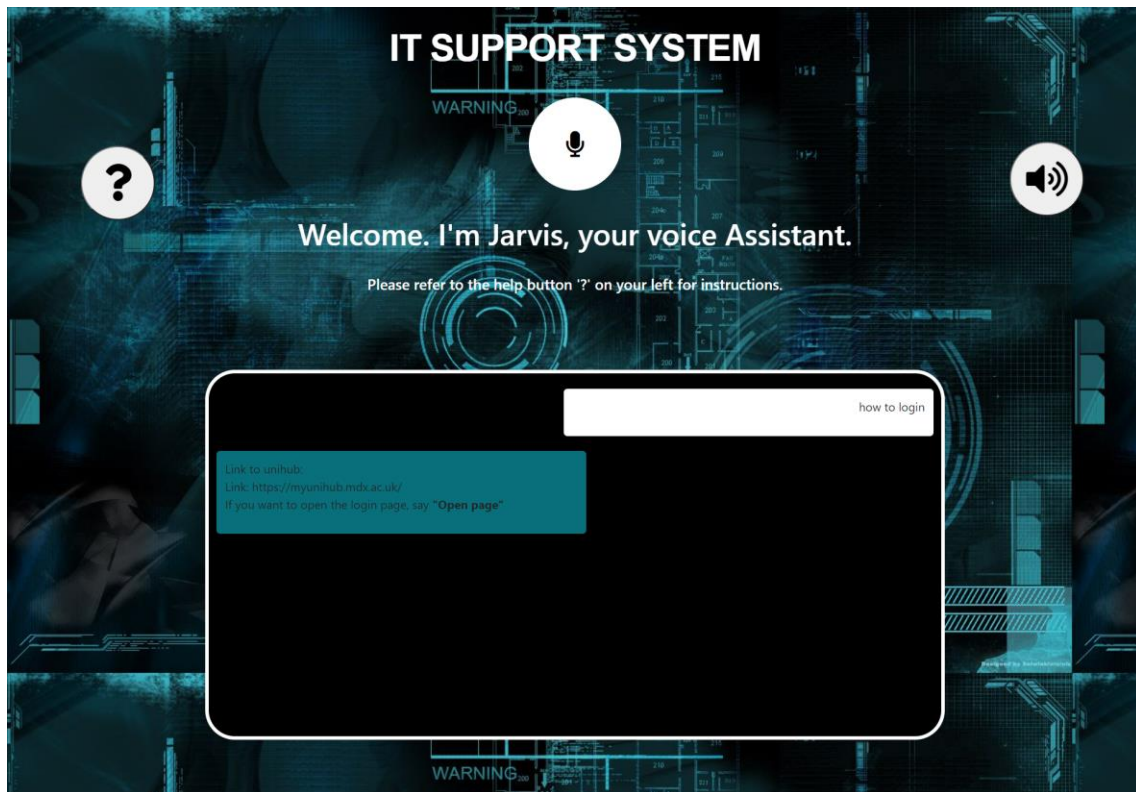 IT SUPPORT SYSTEM
WARNING
?
Welcome. I'm Jarvis, your voice Assistant.
Please refer to the help button '?' on your left for instructions.
how to login
Link to unihub:
Link: https://myunihub.mdx.ac.uk/
If you want to open the login page, say "Open page"
WARNING